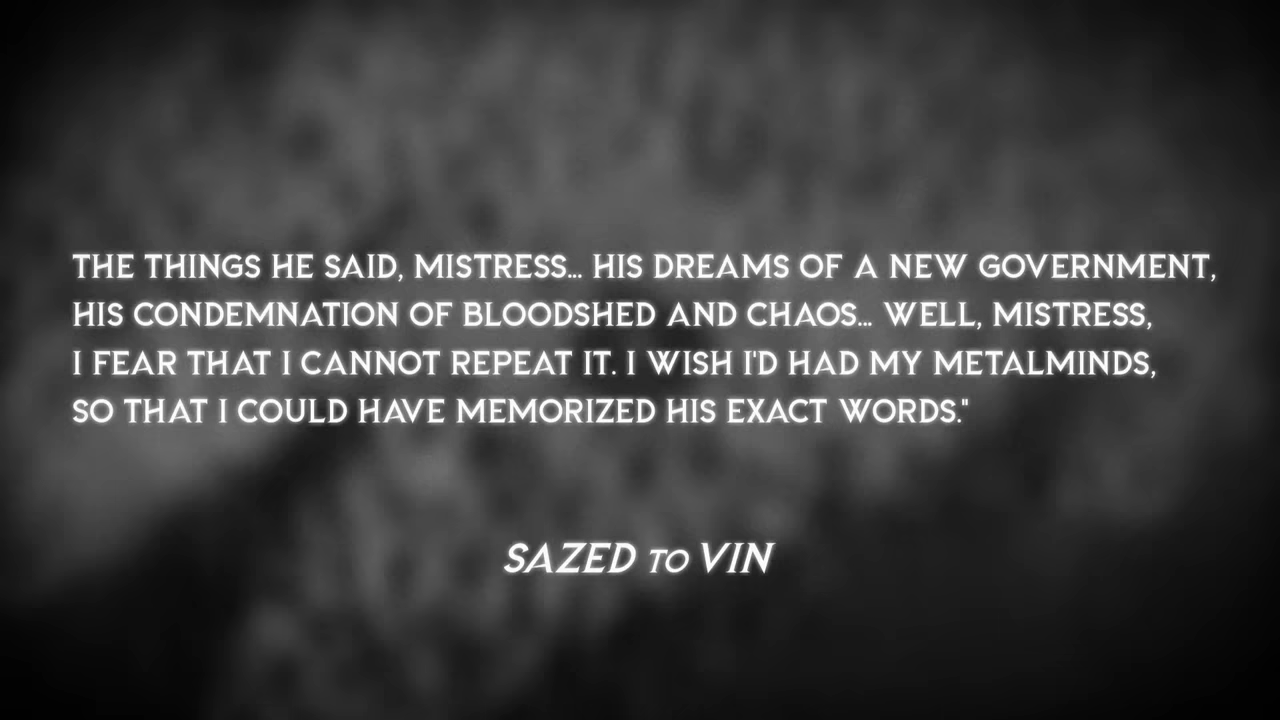 THE THINGS HE SAID, MISTRESS... HIS DREAMS OF A NEW GOVERNMENT,
HIS CONDEMNATION OF BLOODSHED AND CHAOS... WELL, MISTRESS,
I FEAR THAT I CANNOT REPEAT IT. I WISH I'D HAD MY METALMINDS,
SO THAT I COULD HAVE MEMORIZED HIS EXACT WORDS."
SAZED TO VIN